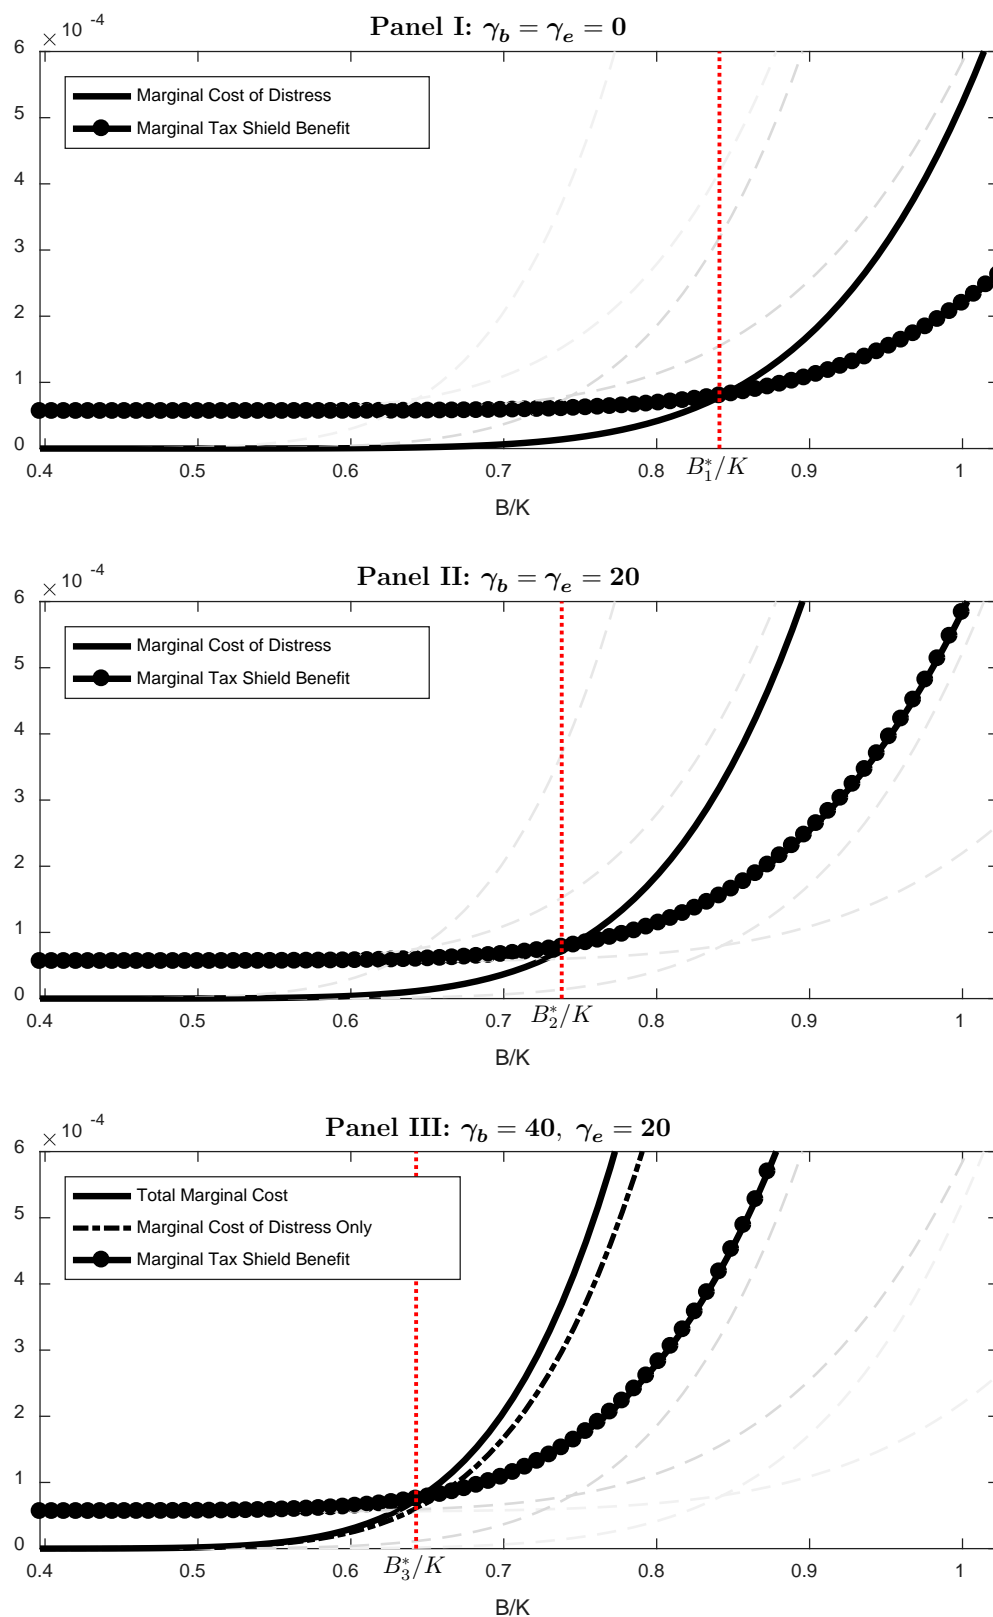 Panel I: γb = γe = 0
× 10 -4
6
Marginal Cost of Distress
5
Marginal Tax Shield Benefit
4
3
2
1
0
0.4 0.5 0.6 0.7 B*1/K 0.8 0.9 1
B/K
Panel II: γb = γe = 20
× 10 -4
6
Marginal Cost of Distress
5
Marginal Tax Shield Benefit
4
3
2
1
0
0.4 0.5 0.6 0.7 B*2/K 0.8 0.9 1
B/K
Panel III: γb = 40, γe = 20
× 10 -4
6
Total Marginal Cost
5
Marginal Cost of Distress Only
Marginal Tax Shield Benefit
4
3
2
1
0
0.4 0.5 0.6 B*3/K 0.7 0.8 0.9 1
B/K